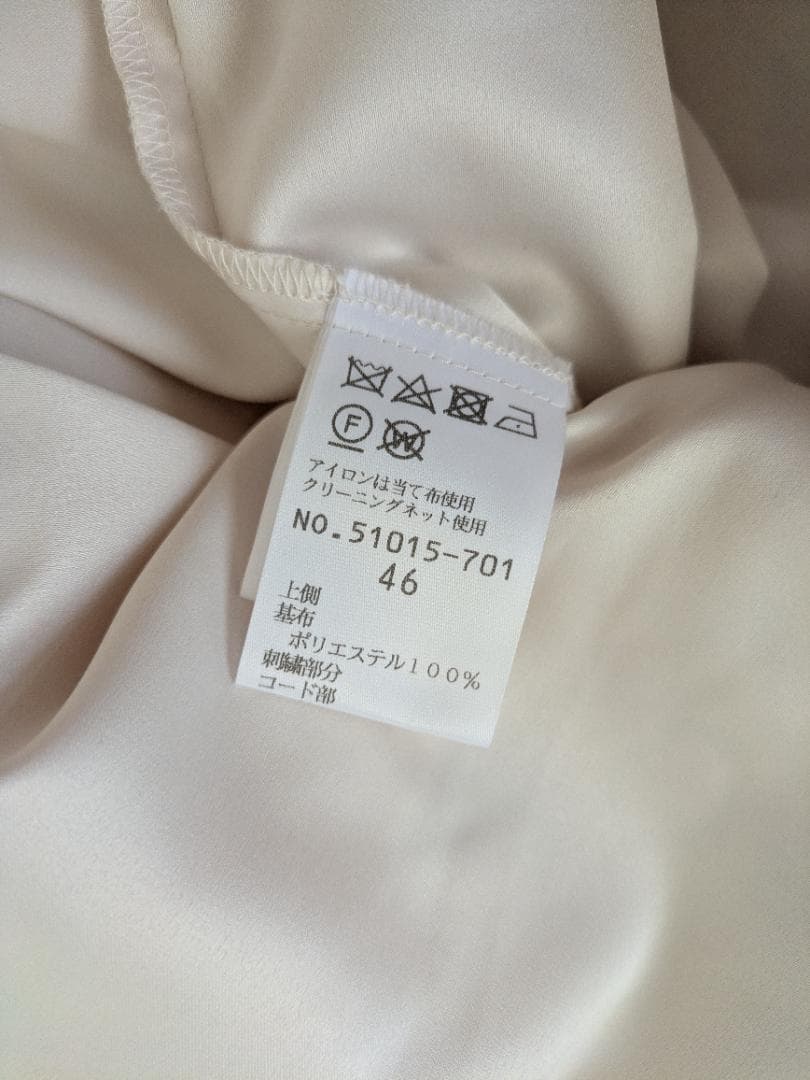 F W
アイロンは当て布使用
クリーニングネット使用
NO.51015-701
46
上側
基布
ポリエステル１００％
刺繍部分
コード部